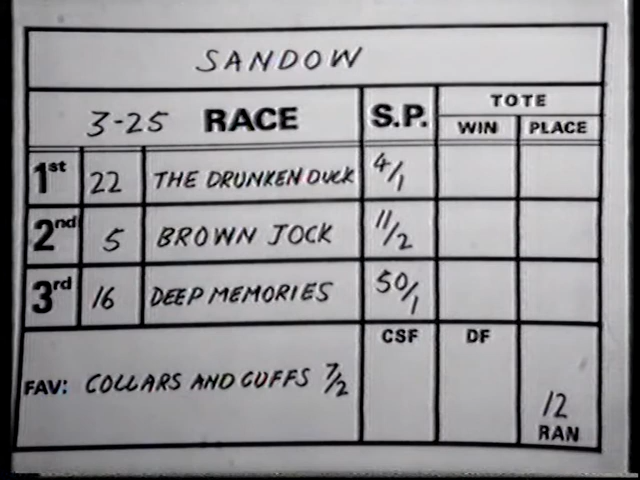 SANDOW
3-25 RACE S.P. TOTE
WIN PLACE
1st 22 THE DRUNKEN DUCK 4/1
2nd 5 BROWN JOCK 11/2
3rd 16 DEEP MEMORIES 50/1
CSF DF
FAV: COLLARS AND CUFFS 7/2
12
RAN